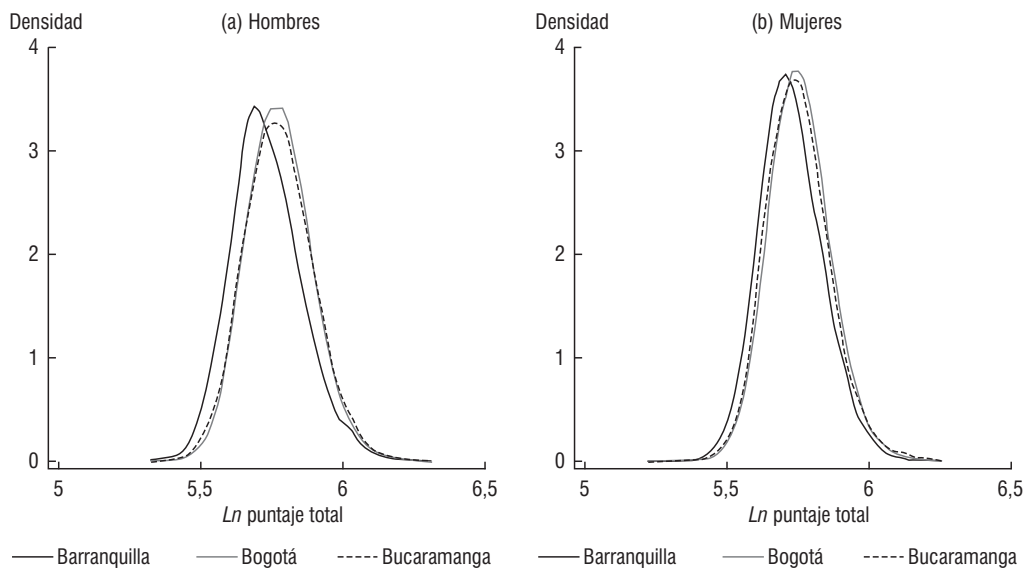 Densidad
(a) Hombres
4
3
2
1
0
5
5,5
6
6,5
Ln puntaje total
Barranquilla
Bogotá
Bucaramanga
Densidad
(b) Mujeres
4
3
2
1
0
5
5,5
6
6,5
Ln puntaje total
Barranquilla
Bogotá
Bucaramanga